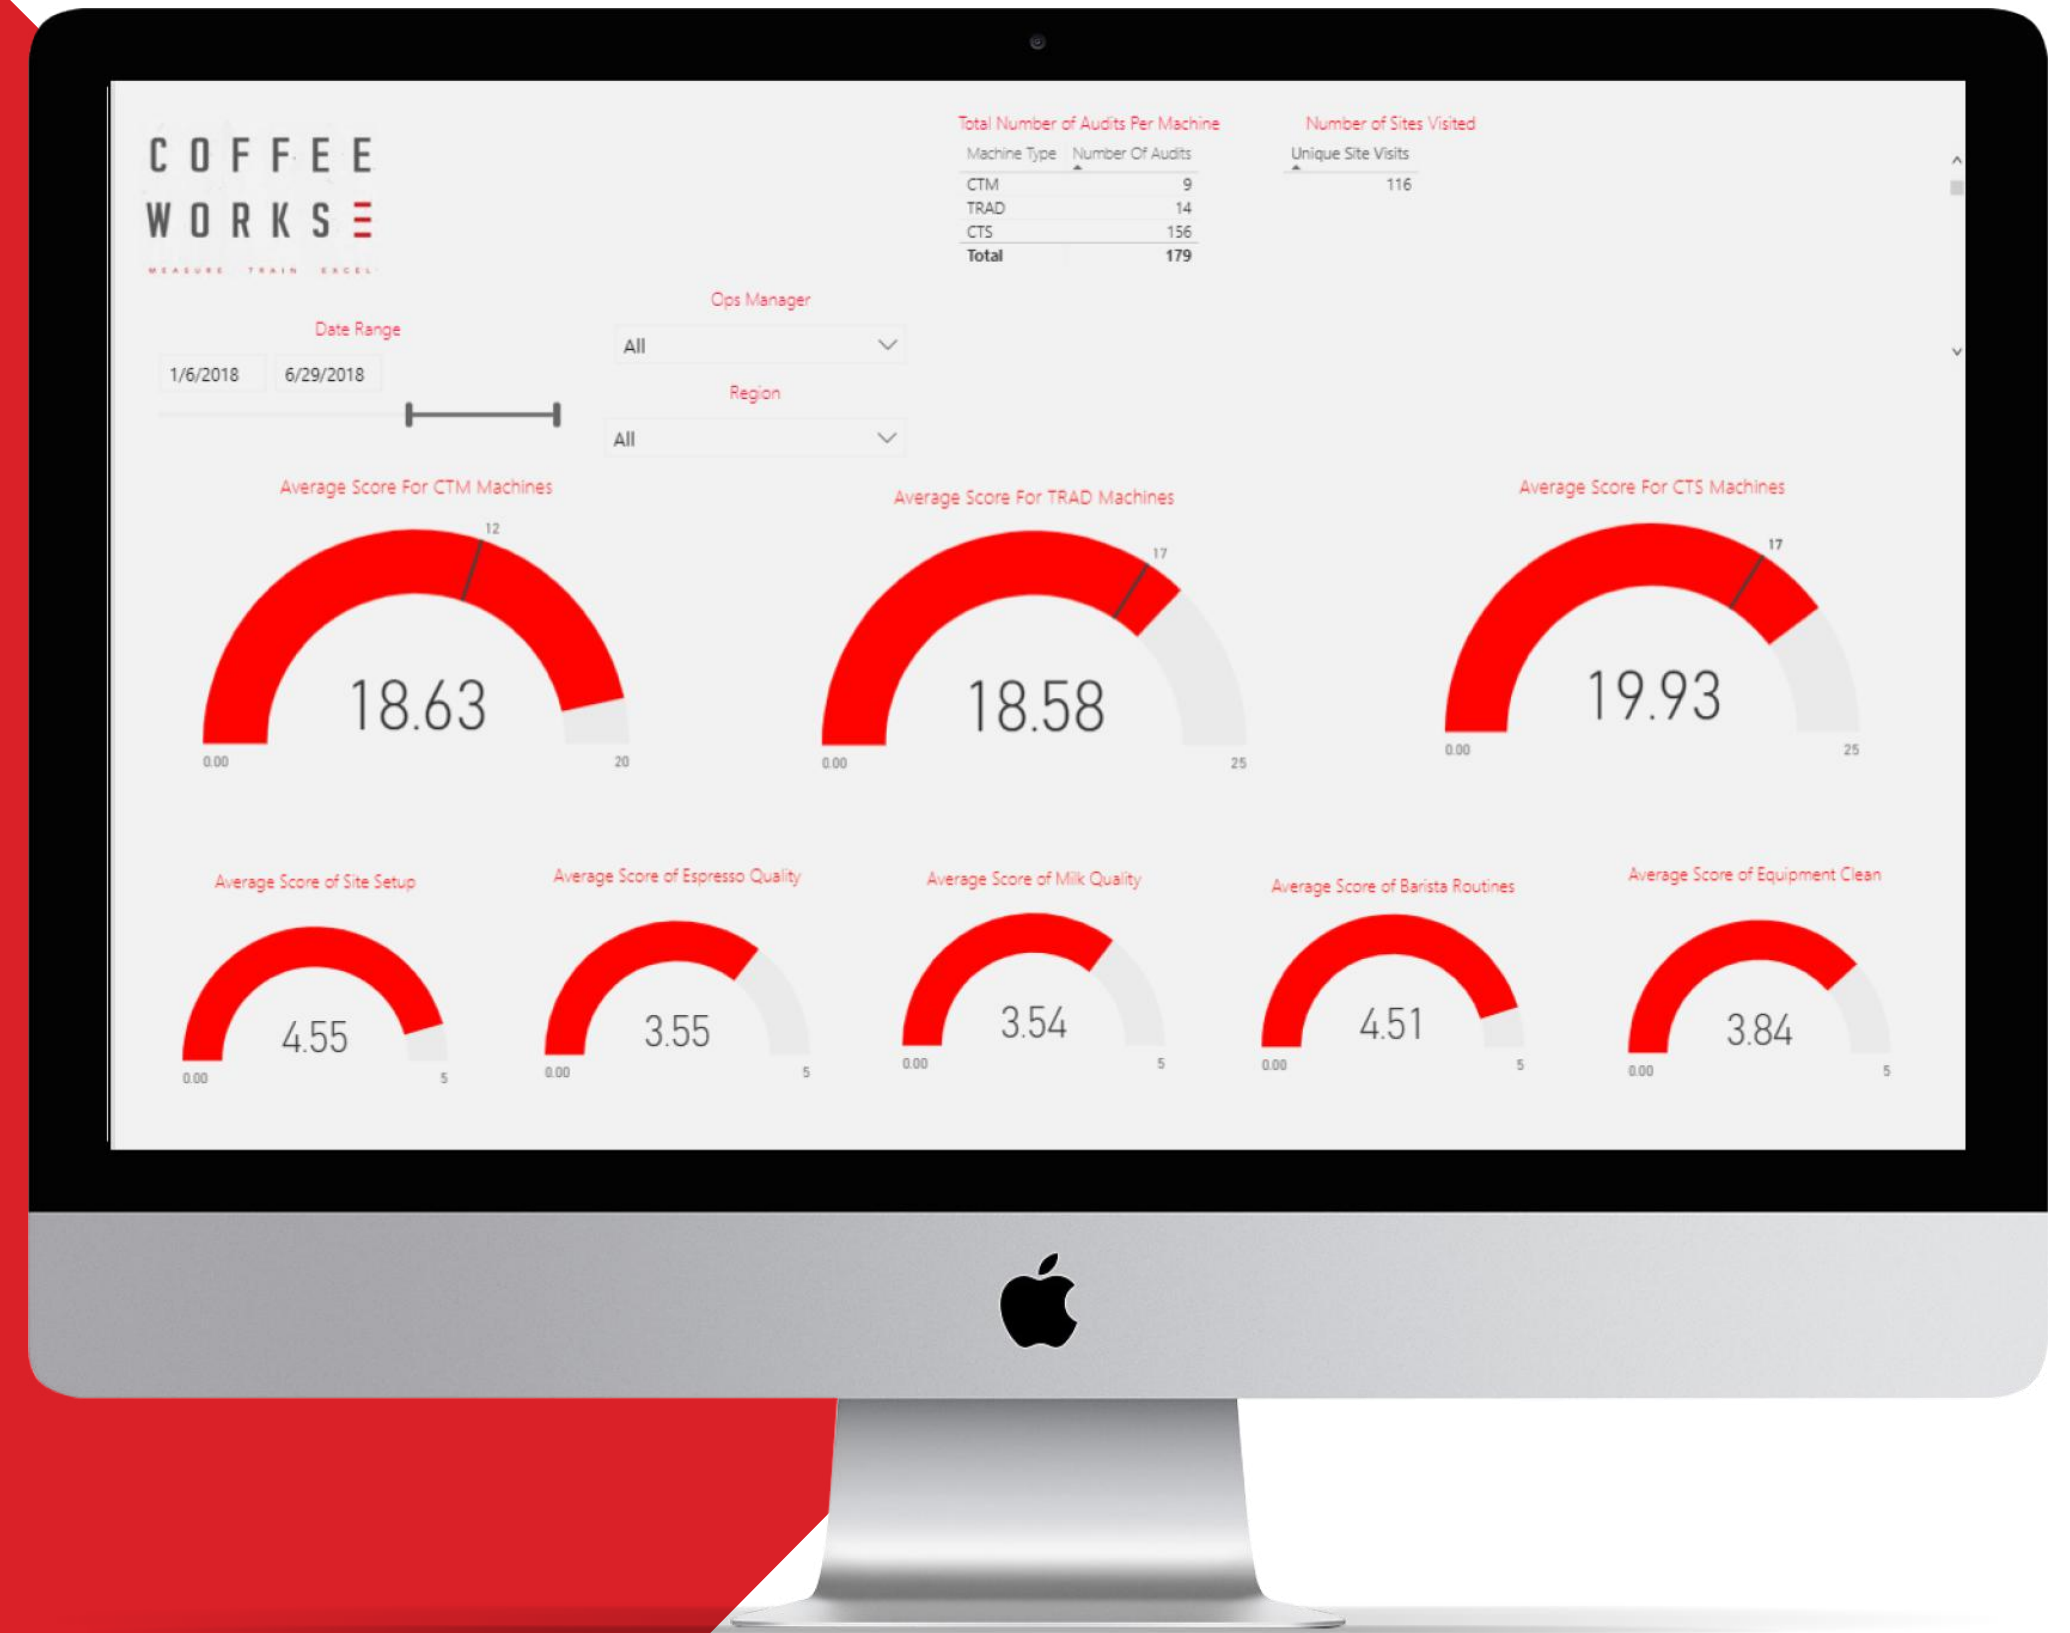 COFFEE
WORKS
MEASURE TRAIN EXCEL
Total Number of Audits Per Machine
Machine Type Number Of Audits
CTM 9
TRAD 14
CTS 156
Total 179
Number of Sites Visited
Unique Site Visits
116
Date Range
1/6/2018 6/29/2018
Ops Manager
All
Region
All
Average Score For CTM Machines
12
18.63
0.00 20
Average Score For TRAD Machines
17
18.58
0.00 25
Average Score For CTS Machines
17
19.93
0.00 25
Average Score of Site Setup
4.55
0.00 5
Average Score of Espresso Quality
3.55
0.00 5
Average Score of Milk Quality
3.54
0.00 5
Average Score of Barista Routines
4.51
0.00 5
Average Score of Equipment Clean
3.84
0.00 5